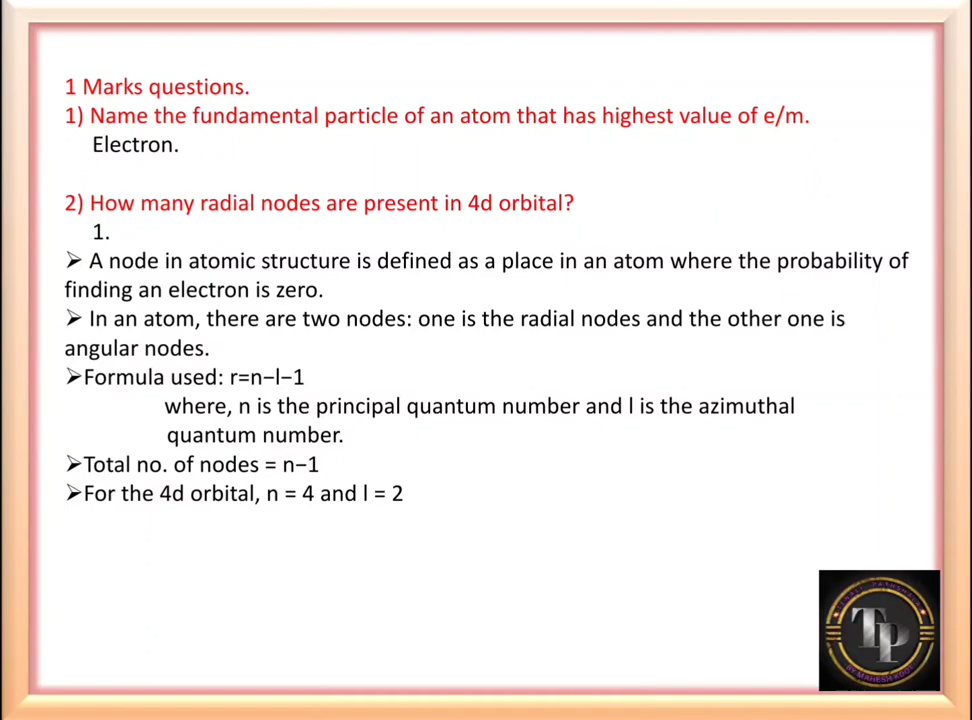 1 Marks questions.
1) Name the fundamental particle of an atom that has highest value of e/m.
Electron.
2) How many radial nodes are present in 4d orbital?
1.
➢ A node in atomic structure is defined as a place in an atom where the probability of
finding an electron is zero.
➢ In an atom, there are two nodes: one is the radial nodes and the other one is
angular nodes.
➢Formula used: r=n−l−1
where, n is the principal quantum number and l is the azimuthal
quantum number.
➢Total no. of nodes = n−1
➢For the 4d orbital, n = 4 and l = 2
TP